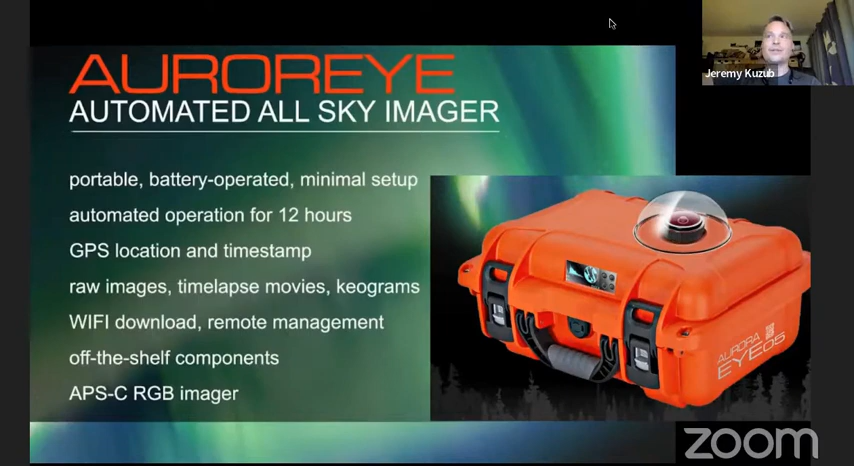 AUROREYE
AUTOMATED ALL SKY IMAGER
portable, battery-operated, minimal setup
automated operation for 12 hours
GPS location and timestamp
raw images, timelapse movies, keograms
WIFI download, remote management
off-the-shelf components
APS-C RGB imager
Jeremy Kuzub
AURORA
EYE05
zoom